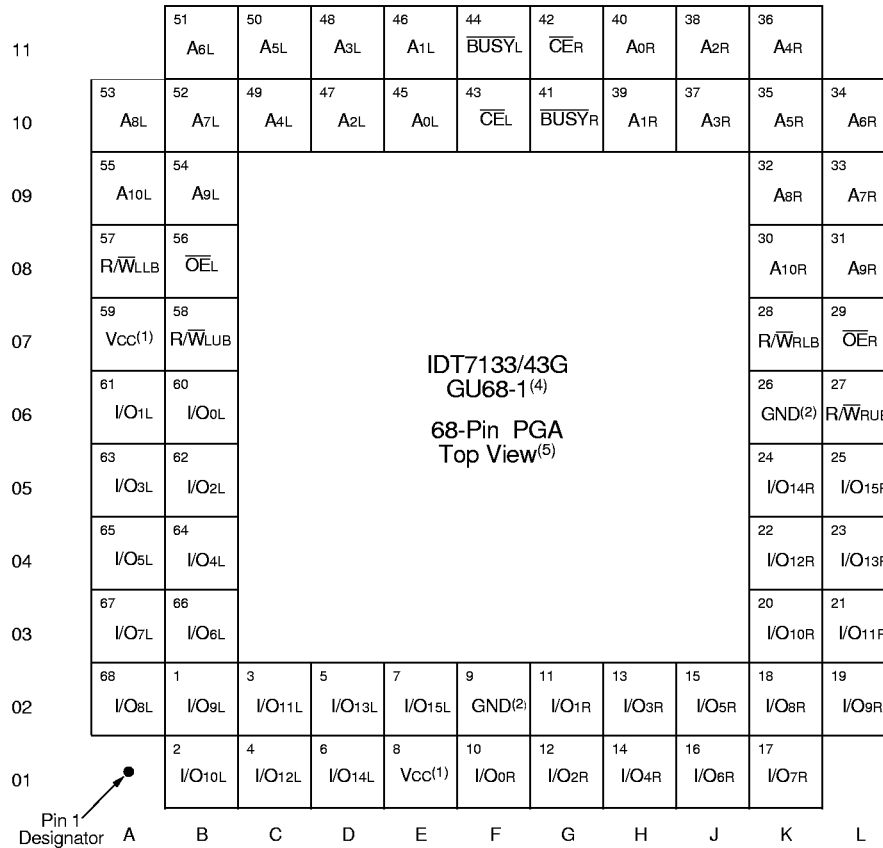 51 50 48 46 44 42 40 38 36
11 A6L A5L A3L A1L BUSYL CER A0R A2R A4R
53 52 49 47 45 43 41 39 37 35 34
10 A8L A7L A4L A2L A0L CEL BUSYR A1R A3R A5R A6R
55 54 32 33
09 A10L A9L A8R A7R
57 56 30 31
08 R/WLLB OEL A10R A9R
59 58 28 29
07 VCC(1) R/WLUB R/WRLB OER
IDT7133/43G
GU68-1(4)
68-Pin PGA
Top View(5)
61 60 26 27
06 I/O1L I/O0L GND(2) R/WRUB
63 62 24 25
05 I/O3L I/O2L I/O14R I/O15R
65 64 22 23
04 I/O5L I/O4L I/O12R I/O13R
67 66 20 21
03 I/O7L I/O6L I/O10R I/O11R
68 1 3 5 7 9 11 13 15 18 19
02 I/O8L I/O9L I/O11L I/O13L I/O15L GND(2) I/O1R I/O3R I/O5R I/O8R I/O9R
2 4 6 8 10 12 14 16 17
01 I/O10L I/O12L I/O14L VCC(1) I/O0R I/O2R I/O4R I/O6R I/O7R
Pin 1
Designator
A B C D E F G H J K L